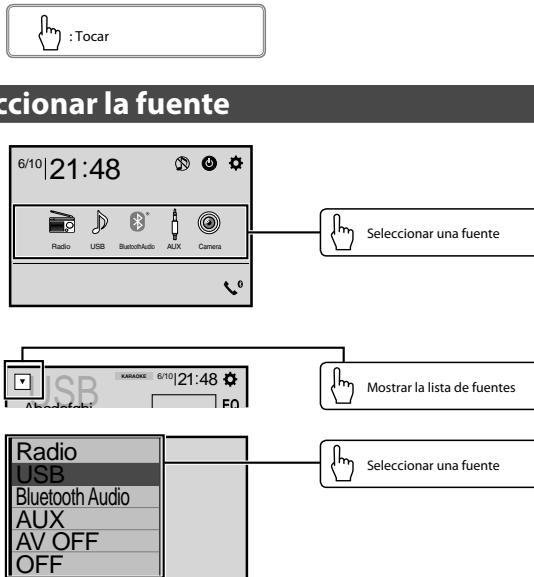 : Tocar
ccionar la fuente
6/10 21:48
Radio USB BluetoothAudio AUX Camera
Seleccionar una fuente
USB KARAOKE 6/10 21:48
EQ
Mostrar la lista de fuentes
Radio
USB
Bluetooth Audio
AUX
AV OFF
OFF
Seleccionar una fuente